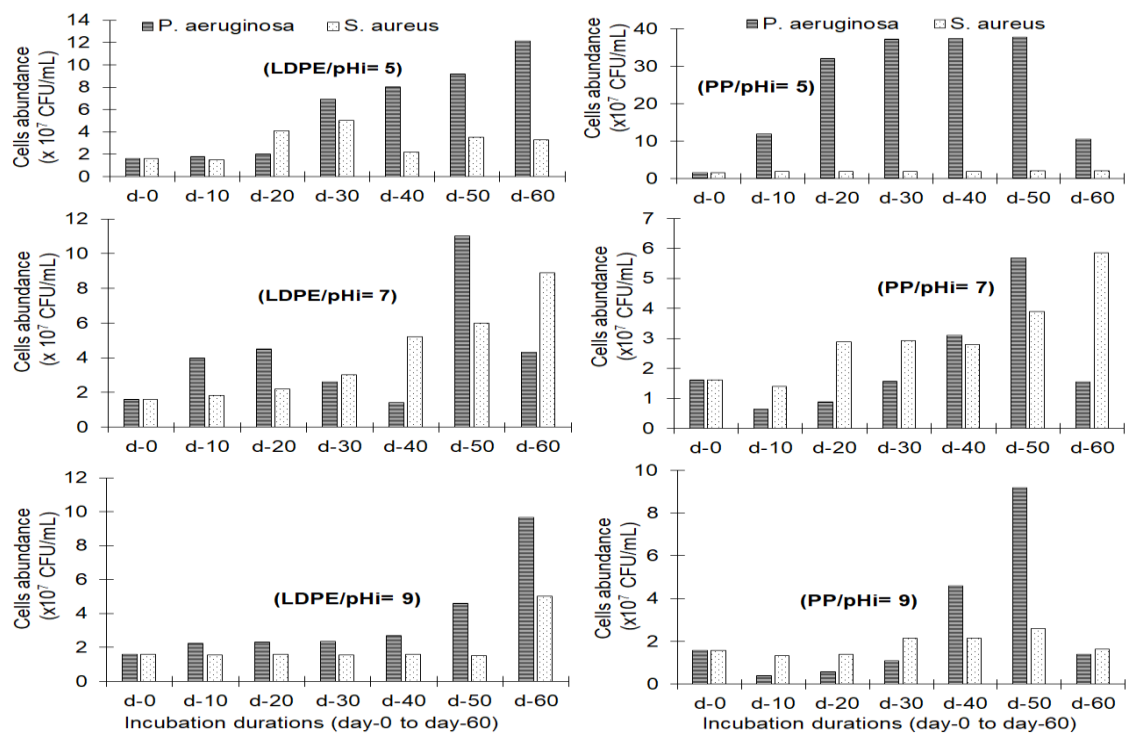 P. aeruginosa S. aureus
Cells abundance
(x 10⁷ CFU/mL)
14
12
10
8
6
4
2
0
(LDPE/pHi= 5)
d-0 d-10 d-20 d-30 d-40 d-50 d-60
P. aeruginosa S. aureus
Cells abundance
(x10⁷ CFU/mL)
40
30
20
10
0
(PP/pHi= 5)
d-0 d-10 d-20 d-30 d-40 d-50 d-60
Cells abundance
(x 10⁷ CFU/mL)
12
10
8
6
4
2
0
(LDPE/pHi= 7)
d-0 d-10 d-20 d-30 d-40 d-50 d-60
Cells abundance
(x10⁷ CFU/mL)
7
6
5
4
3
2
1
0
(PP/pHi= 7)
d-0 d-10 d-20 d-30 d-40 d-50 d-60
Cells abundance
(x10⁷ CFU/mL)
12
10
8
6
4
2
0
(LDPE/pHi= 9)
d-0 d-10 d-20 d-30 d-40 d-50 d-60
Incubation durations (day-0 to day-60)
Cells abundance
(x10⁷ CFU/mL)
10
8
6
4
2
0
(PP/pHi= 9)
d-0 d-10 d-20 d-30 d-40 d-50 d-60
Incubation durations (day-0 to day-60)